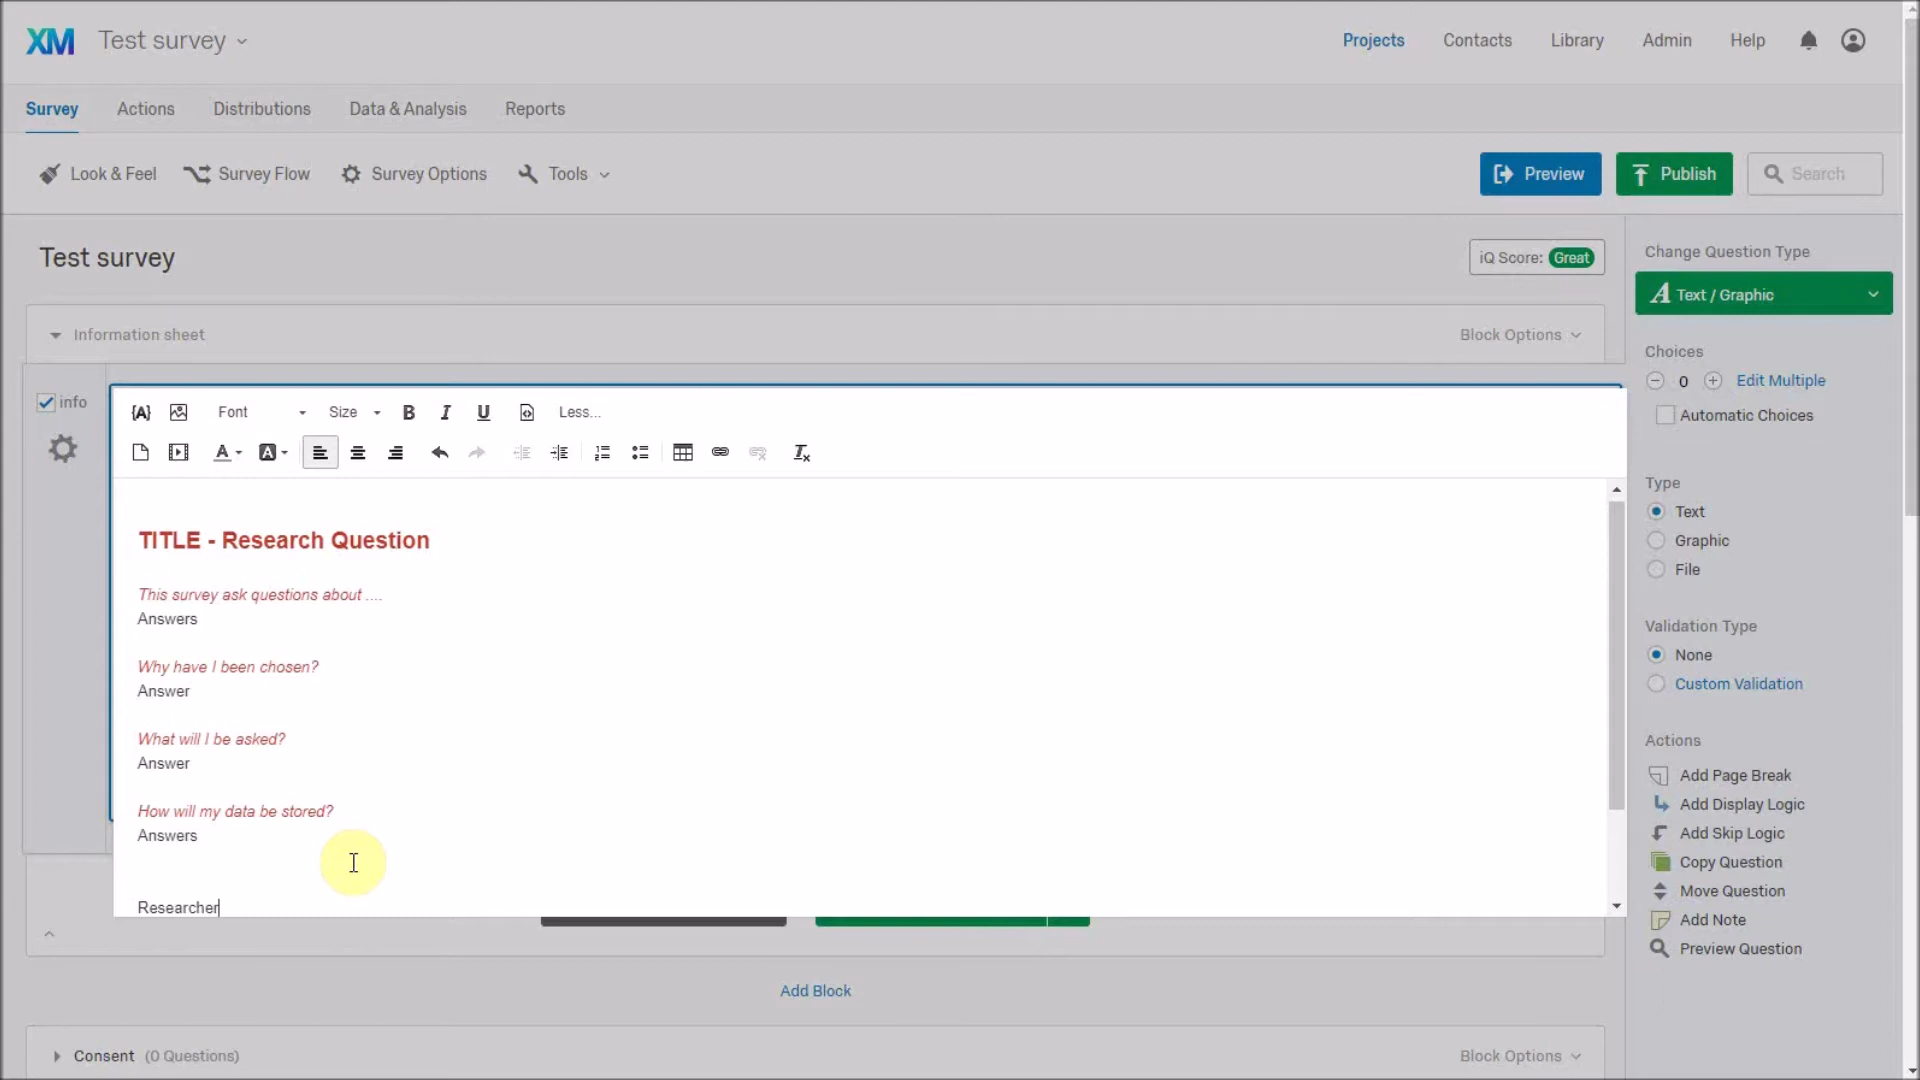 XM Test survey
Projects Contacts Library Admin Help
Survey Actions Distributions Data & Analysis Reports
Look & Feel Survey Flow Survey Options Tools
Preview Publish Search
Test survey
iQ Score: Great
Information sheet
Block Options
info
{A} Font Size B I U Less...
A A
TITLE - Research Question
This survey ask questions about ....
Answers
Why have I been chosen?
Answer
What will I be asked?
Answer
How will my data be stored?
Answers
Researcher
Add Block
Consent (0 Questions)
Block Options
Change Question Type
A Text / Graphic
Choices
0 Edit Multiple
Automatic Choices
Type
Text
Graphic
File
Validation Type
None
Custom Validation
Actions
Add Page Break
Add Display Logic
Add Skip Logic
Copy Question
Move Question
Add Note
Preview Question